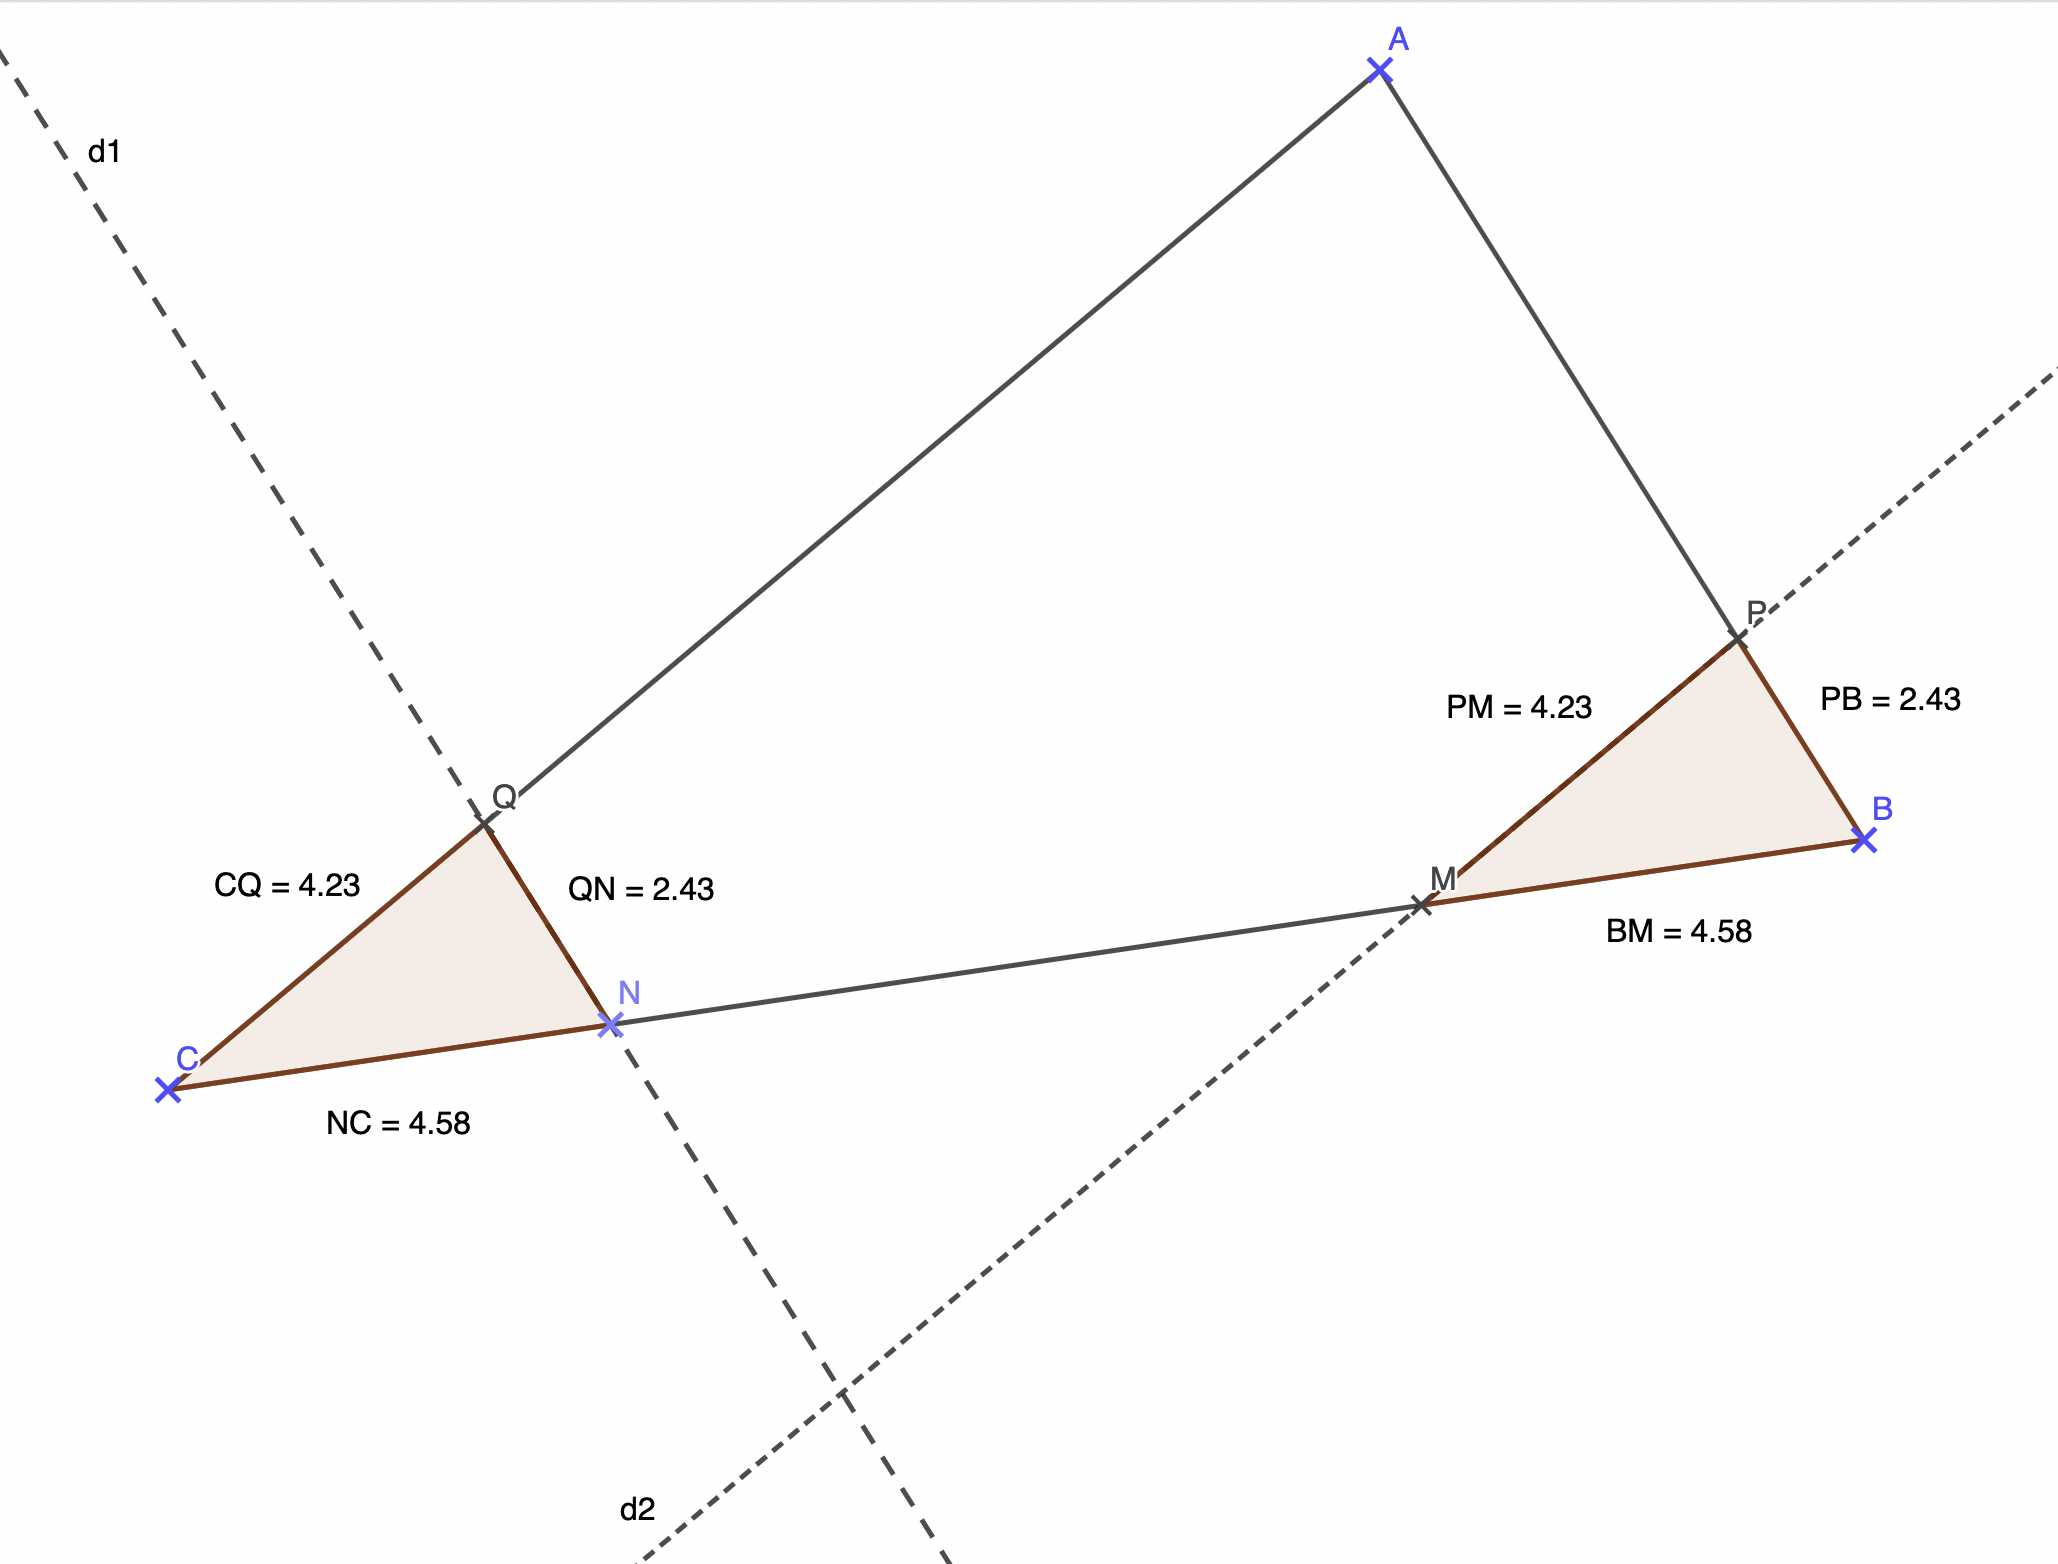 A
d1
P
PM = 4.23
PB = 2.43
Q
B
CQ = 4.23
QN = 2.43
M
BM = 4.58
N
C
NC = 4.58
d2